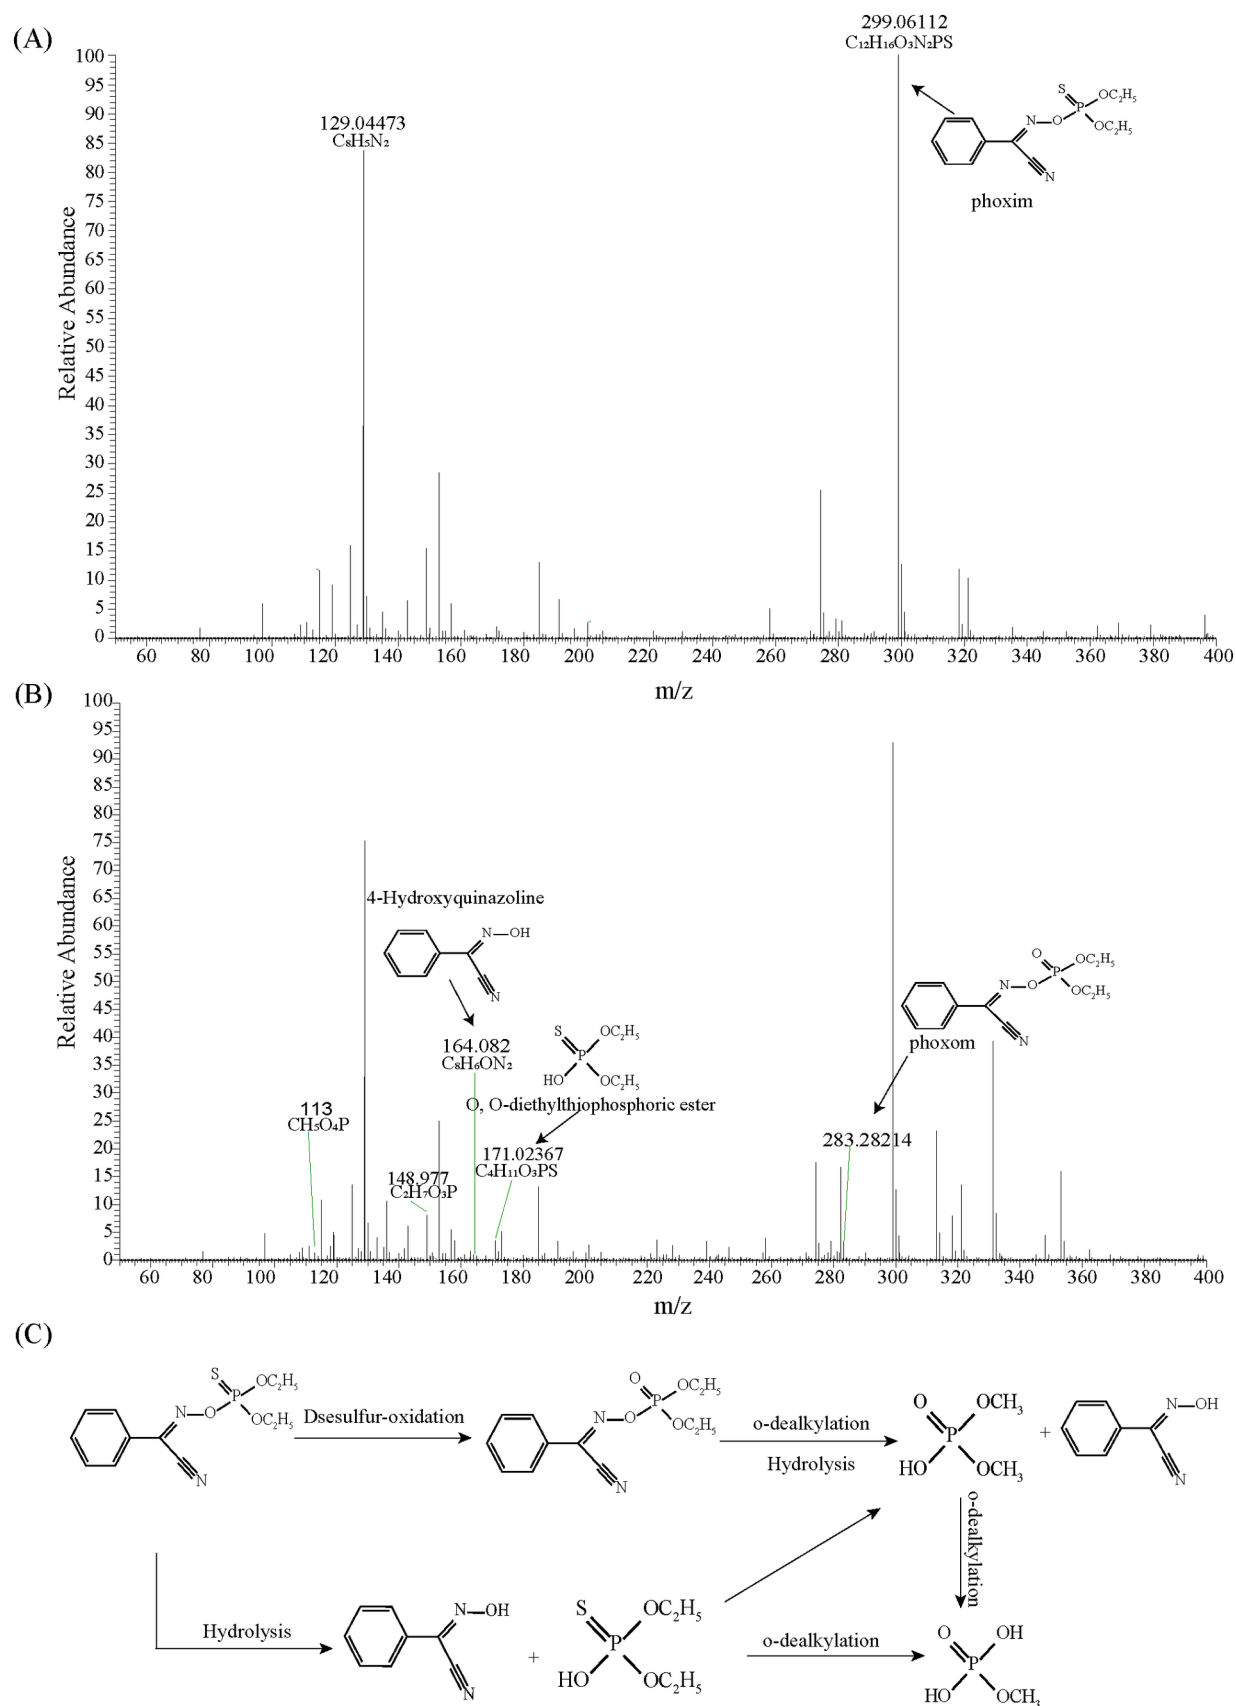 (A)
299.06112
C₁₂H₁₆O₃N₂PS
129.04473
C₈H₅N₂
S
OC₂H₅
P
N
O
OC₂H₅
N
phoxim
Relative Abundance
100
95
90
85
80
75
70
65
60
55
50
45
40
35
30
25
20
15
10
5
0
60 80 100 120 140 160 180 200 220 240 260 280 300 320 340 360 380 400
m/z
(B)
Relative Abundance
100
95
90
85
80
75
70
65
60
55
50
45
40
35
30
25
20
15
10
5
0
4-Hydroxyquinazoline
N OH
N
164.082
C₈H₆ON₂
S
OC₂H₅
P
HO
OC₂H₅
O, O-diethylthiophosphoric ester
O
OC₂H₅
P
N
O
OC₂H₅
N
phoxom
113
CH₅O₄P
148.977
C₂H₇O₃P
171.02367
C₄H₁₁O₃PS
283.28214
60 80 100 120 140 160 180 200 220 240 260 280 300 320 340 360 380 400
m/z
(C)
S
OC₂H₅
P
N
O
OC₂H₅
N
Dsesulfur-oxidation
O
OC₂H₅
P
N
O
OC₂H₅
N
o-dealkylation
Hydrolysis
O
OCH₃
P
HO
OCH₃
+
N OH
N
o-dealkylation
Hydrolysis
N OH
N
+
S
OC₂H₅
P
HO
OC₂H₅
o-dealkylation
O
OH
P
HO
OCH₃